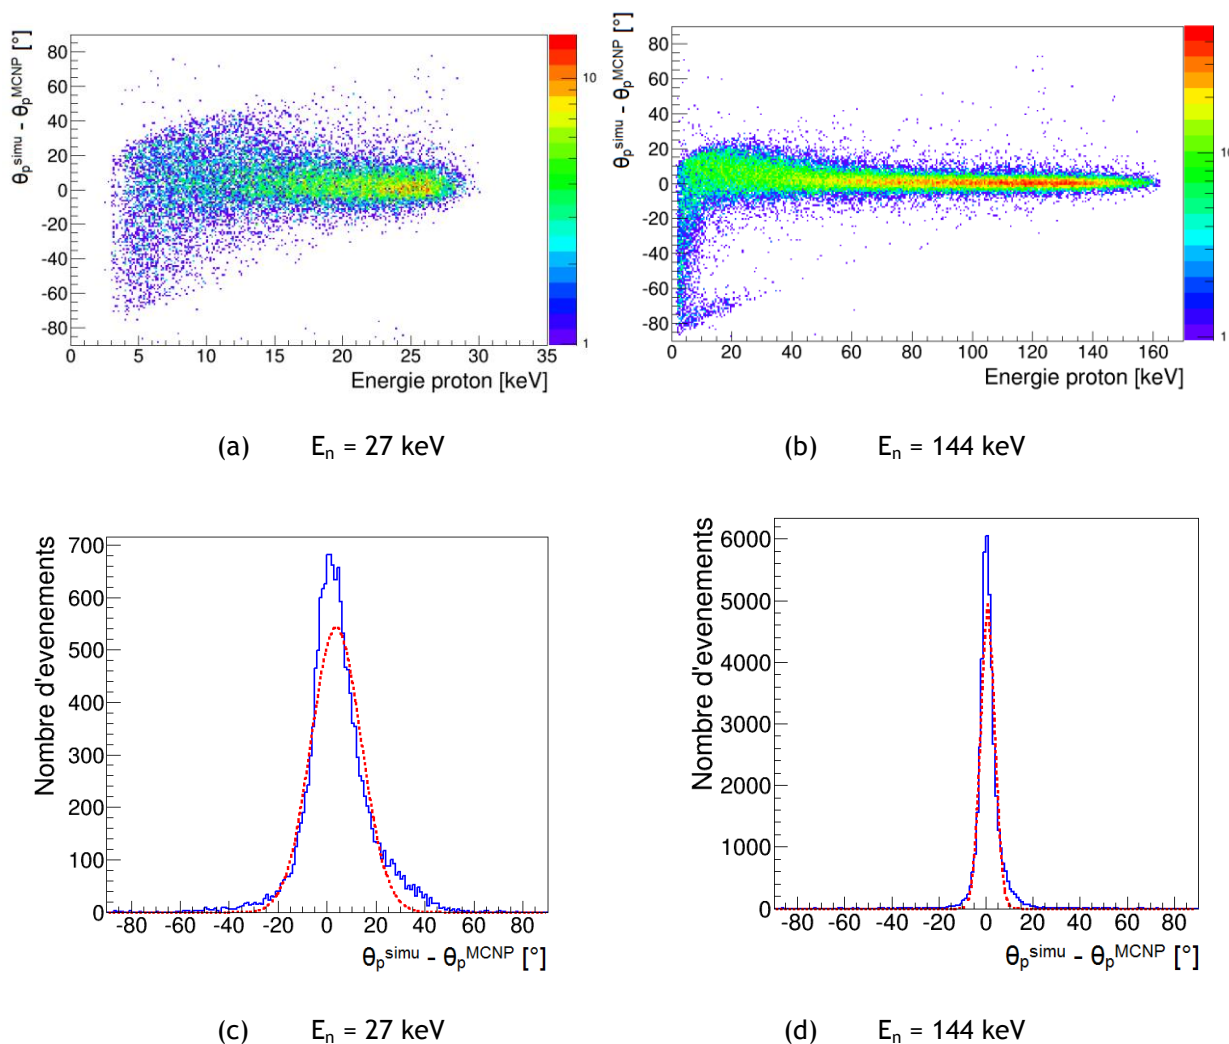 θp^simu - θp^MCNP [°]
80
60
40
20
0
-20
-40
-60
-80
0 5 10 15 20 25 30 35
Energie proton [keV]
10
1
θp^simu - θp^MCNP [°]
80
60
40
20
0
-20
-40
-60
-80
0 20 40 60 80 100 120 140 160
Energie proton [keV]
10
1
(a) En = 27 keV
(b) En = 144 keV
Nombre d'evenements
700
600
500
400
300
200
100
0
-80 -60 -40 -20 0 20 40 60 80
θp^simu - θp^MCNP [°]
Nombre d'evenements
6000
5000
4000
3000
2000
1000
0
-80 -60 -40 -20 0 20 40 60 80
θp^simu - θp^MCNP [°]
(c) En = 27 keV
(d) En = 144 keV